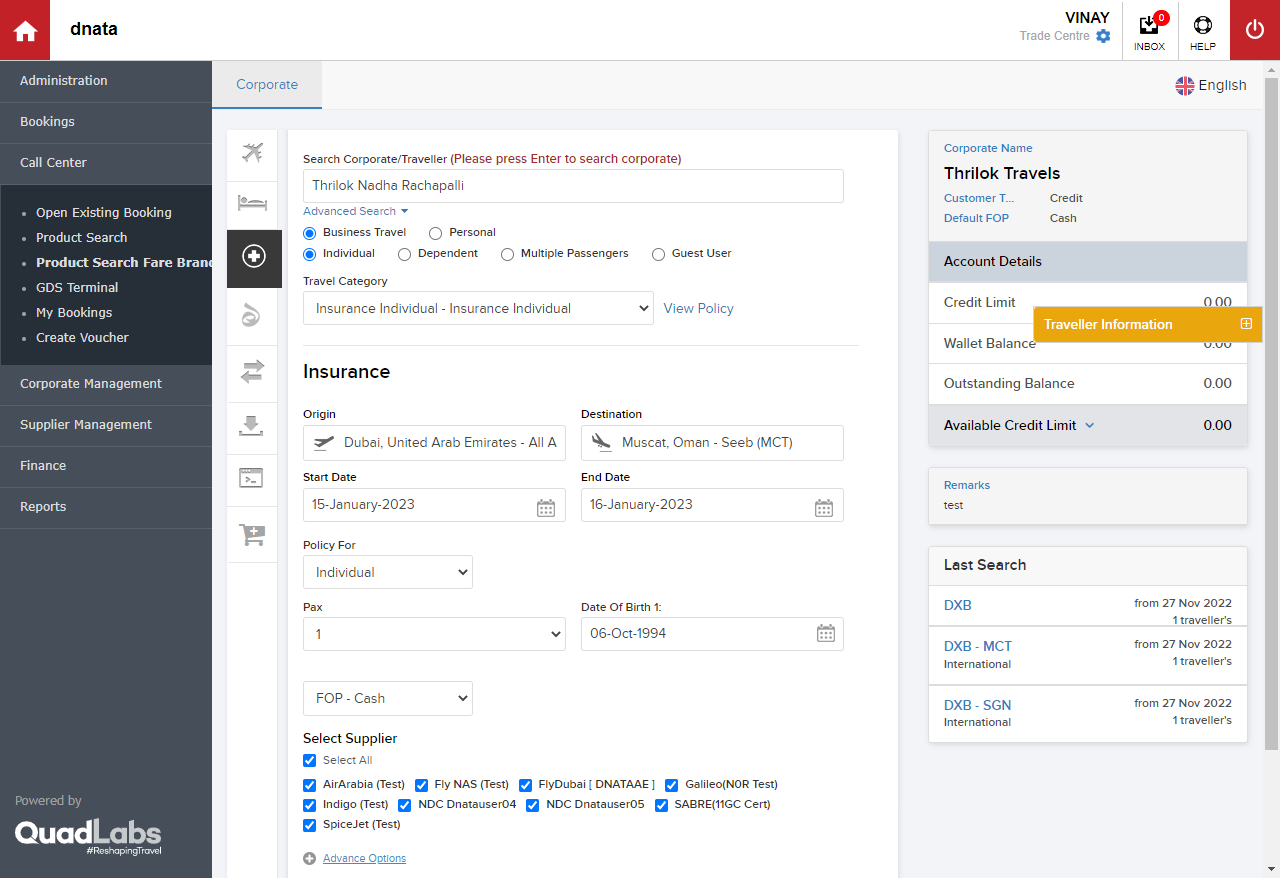 dnata
VINAY
Trade Centre
0
INBOX
HELP
Administration
Bookings
Call Center
Open Existing Booking
Product Search
Product Search Fare Bran
GDS Terminal
My Bookings
Create Voucher
Corporate Management
Supplier Management
Finance
Reports
Powered by
QuadLabs
#ReshapingTravel
Corporate
English
Search Corporate/Traveller (Please press Enter to search corporate)
Thrilok Nadha Rachapalli
Advanced Search
Business Travel Personal
Individual Dependent Multiple Passengers Guest User
Travel Category
Insurance Individual - Insurance Individual View Policy
Insurance
Origin Destination
Dubai, United Arab Emirates - All A Muscat, Oman - Seeb (MCT)
Start Date End Date
15-January-2023 16-January-2023
Policy For
Individual
Pax Date Of Birth 1:
1 06-Oct-1994
FOP - Cash
Select Supplier
Select All
AirArabia (Test) Fly NAS (Test) FlyDubai [ DNATAAE ] Galileo(N0R Test)
Indigo (Test) NDC Dnatauser04 NDC Dnatauser05 SABRE(11GC Cert)
SpiceJet (Test)
Advance Options
Corporate Name
Thrilok Travels
Customer T... Credit
Default FOP Cash
Account Details
Credit Limit 0.00
Traveller Information
Wallet Balance 0.00
Outstanding Balance 0.00
Available Credit Limit 0.00
Remarks
test
Last Search
DXB from 27 Nov 2022
1 traveller's
DXB - MCT from 27 Nov 2022
International 1 traveller's
DXB - SGN from 27 Nov 2022
International 1 traveller's